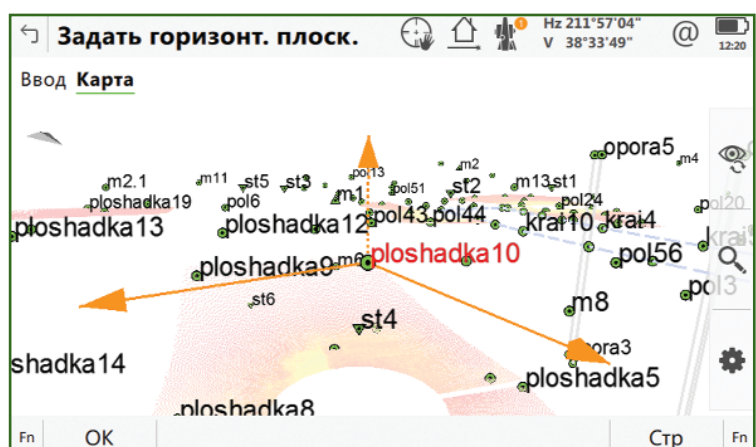 Задать горизонт. плоск.
1
Hz 211°57'04"
V 38°33'49"
@
12:20
Ввод Карта
opora5
m2
m4
pol13
m11
m2.1
st5
st3
m1
pol51
st2
m13
st1
ploshadka19
pol6
pol24
pol20
ploshadka13
ploshadka12
pol43
pol44
krai10
krai4
ploshadka9
m6
ploshadka10
pol56
st6
m8
st4
shadka14
ploshadka5
ploshadka8
Fn
OK
Стр
Fn